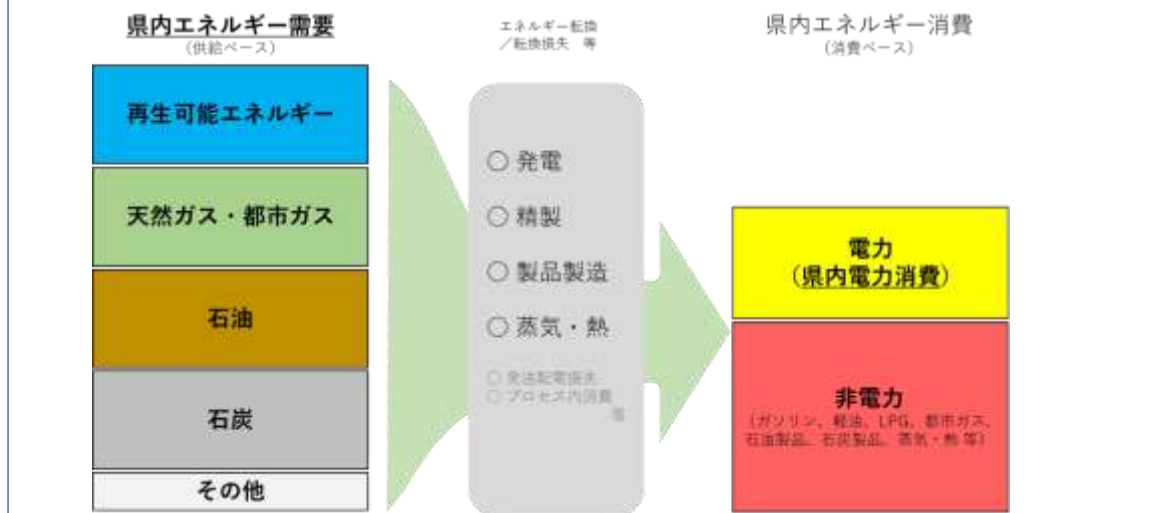 県内エネルギー需要
（供給ベース）
再生可能エネルギー
天然ガス・都市ガス
石油
石炭
その他
エネルギー転換
／転換損失 等
○ 発電
○ 精製
○ 製品製造
○ 蒸気・熱
○ 発送配電損失
○ プロセス内消費
等
県内エネルギー消費
（消費ベース）
電力
（県内電力消費）
非電力
（ガソリン、軽油、LPG、都市ガス、
石油製品、石炭製品、蒸気・熱 等）